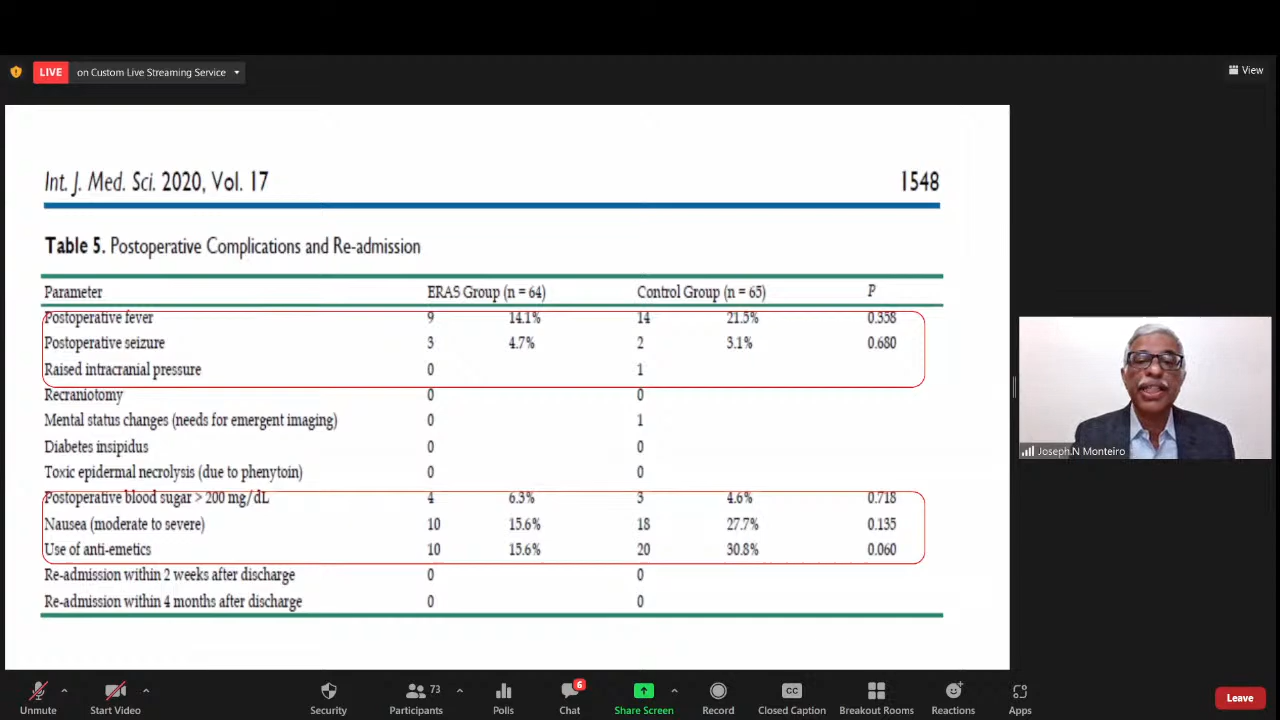 LIVE on Custom Live Streaming Service
View
Int. J. Med. Sci. 2020, Vol. 17 1548
Table 5. Postoperative Complications and Re-admission
Parameter ERAS Group (n = 64) Control Group (n = 65) P
Postoperative fever 9 14.1% 14 21.5% 0.358
Postoperative seizure 3 4.7% 2 3.1% 0.680
Raised intracranial pressure 0 1
Recraniotomy 0 0
Mental status changes (needs for emergent imaging) 0 1
Diabetes insipidus 0 0
Toxic epidermal necrolysis (due to phenytoin) 0 0
Postoperative blood sugar > 200 mg/dL 4 6.3% 3 4.6% 0.718
Nausea (moderate to severe) 10 15.6% 18 27.7% 0.135
Use of anti-emetics 10 15.6% 20 30.8% 0.060
Re-admission within 2 weeks after discharge 0 0
Re-admission within 4 months after discharge 0 0
Joseph.N Monteiro
73 6 CC
Unmute Start Video Security Participants Polls Chat Share Screen Record Closed Caption Breakout Rooms Reactions Apps Leave